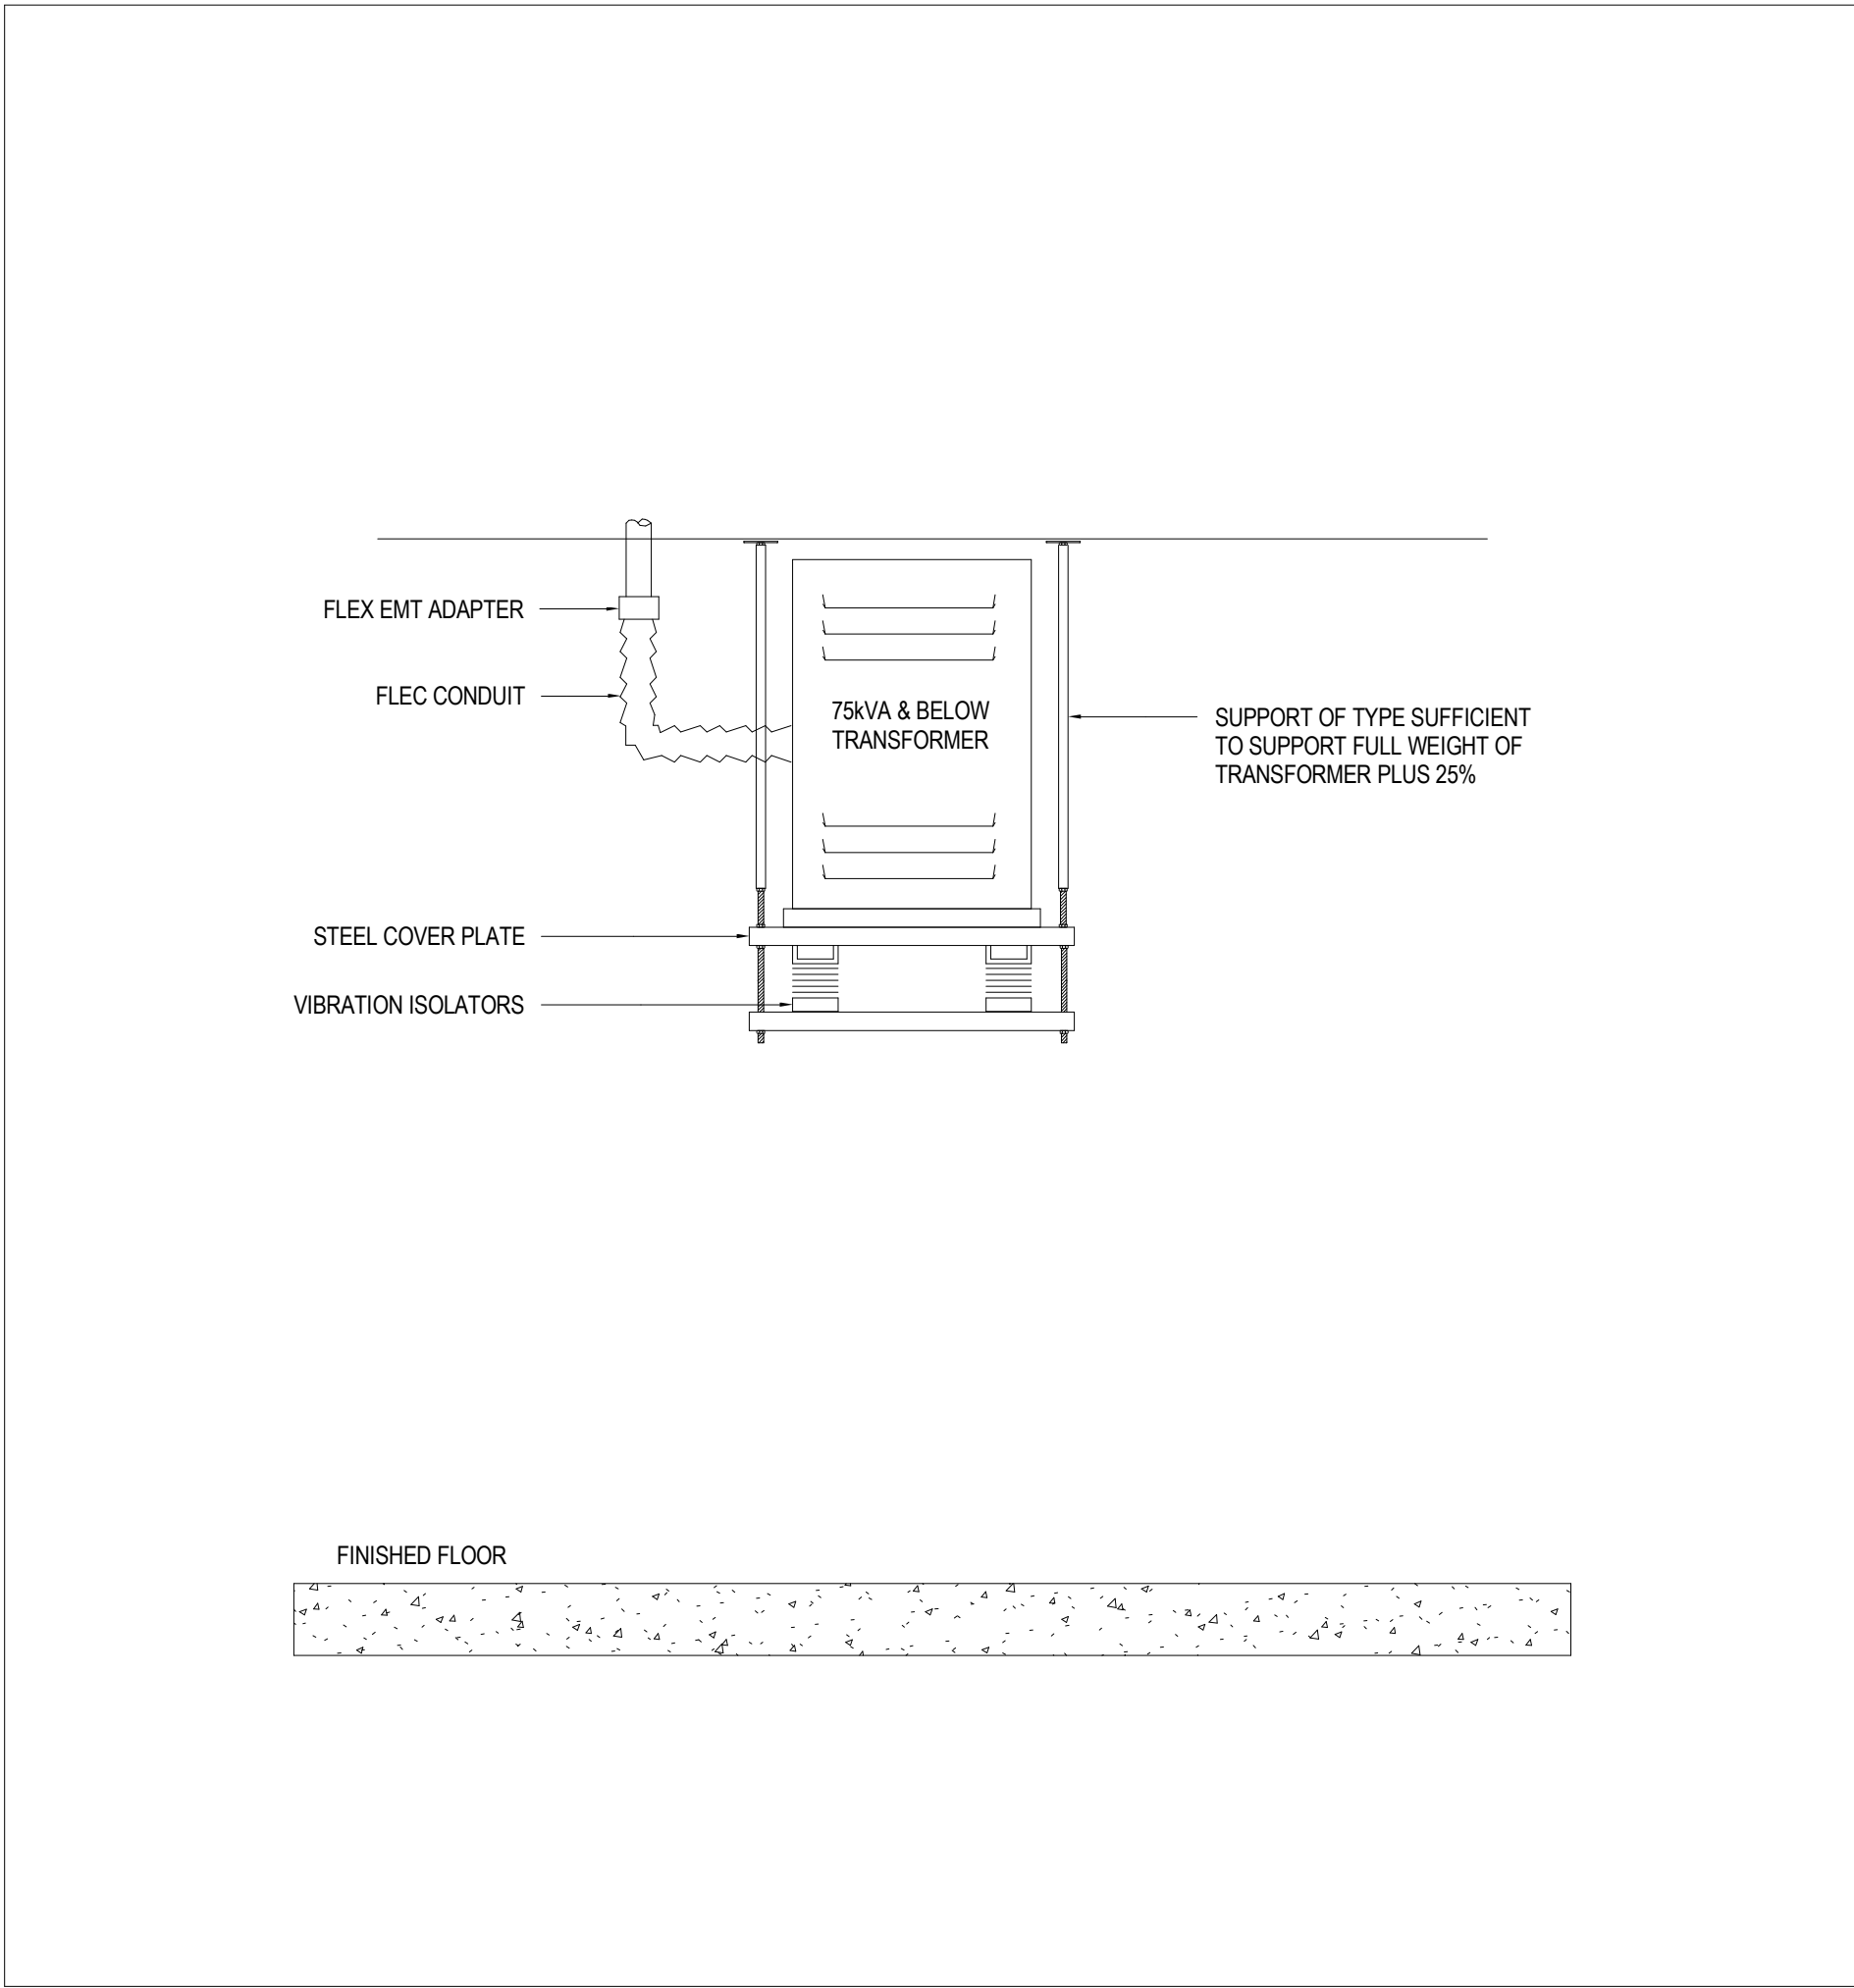 FLEX EMT ADAPTER
FLEC CONDUIT
75kVA & BELOW
TRANSFORMER
SUPPORT OF TYPE SUFFICIENT
TO SUPPORT FULL WEIGHT OF
TRANSFORMER PLUS 25%
STEEL COVER PLATE
VIBRATION ISOLATORS
FINISHED FLOOR